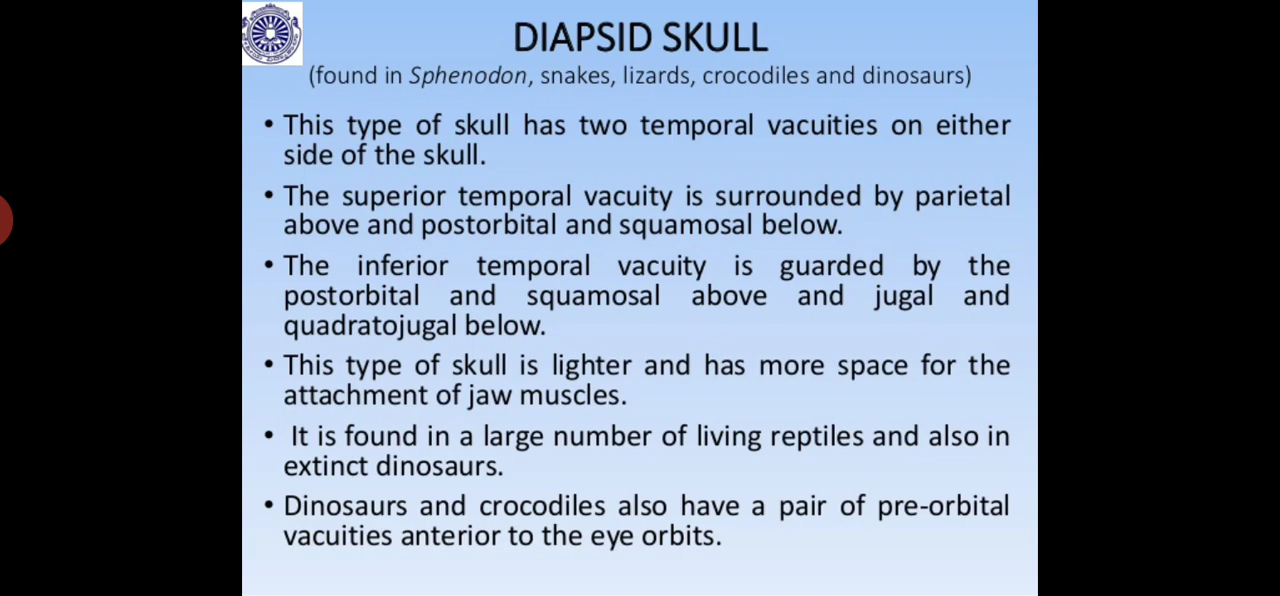 DIAPSID SKULL
(found in Sphenodon, snakes, lizards, crocodiles and dinosaurs)
• This type of skull has two temporal vacuities on either
side of the skull.
• The superior temporal vacuity is surrounded by parietal
above and postorbital and squamosal below.
• The inferior temporal vacuity is guarded by the
postorbital and squamosal above and jugal and
quadratojugal below.
• This type of skull is lighter and has more space for the
attachment of jaw muscles.
• It is found in a large number of living reptiles and also in
extinct dinosaurs.
• Dinosaurs and crocodiles also have a pair of pre-orbital
vacuities anterior to the eye orbits.